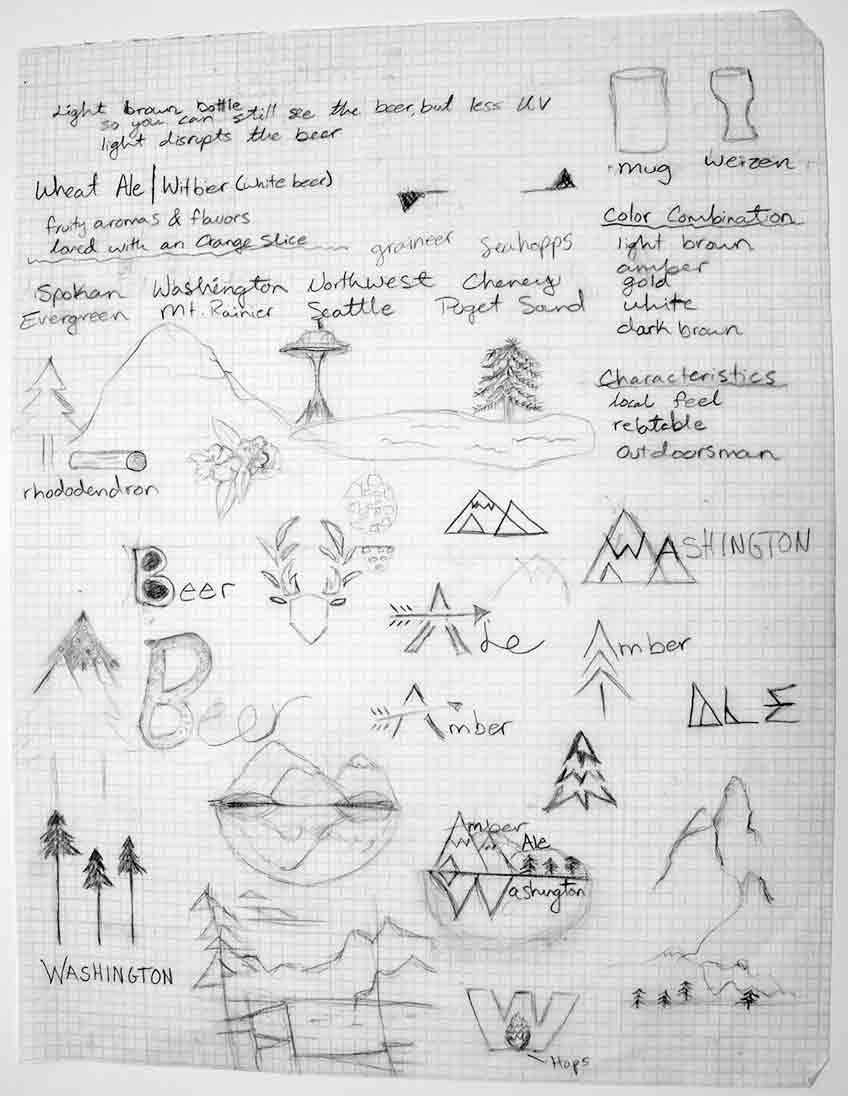 Light brown bottle
so you can still see the beer, but less UV
light disrupts the beer
mug weizen
Wheat Ale | Witbier (white beer)
fruity aromas & flavors
loved with an Orange Slice
graineer Seahapps
Color Combination
light brown
amber
gold
white
dark brown
Spokan Washington Northwest Cheney
Evergreen Mt. Rainier Seattle Puget Sound
Characteristics
local feel
relatable
outdoorsman
rhododendron
WASHINGTON
Beer
Ale
Amber
Beer
Amber
ALE
Amber
Ale
Washington
WASHINGTON
W
Hops